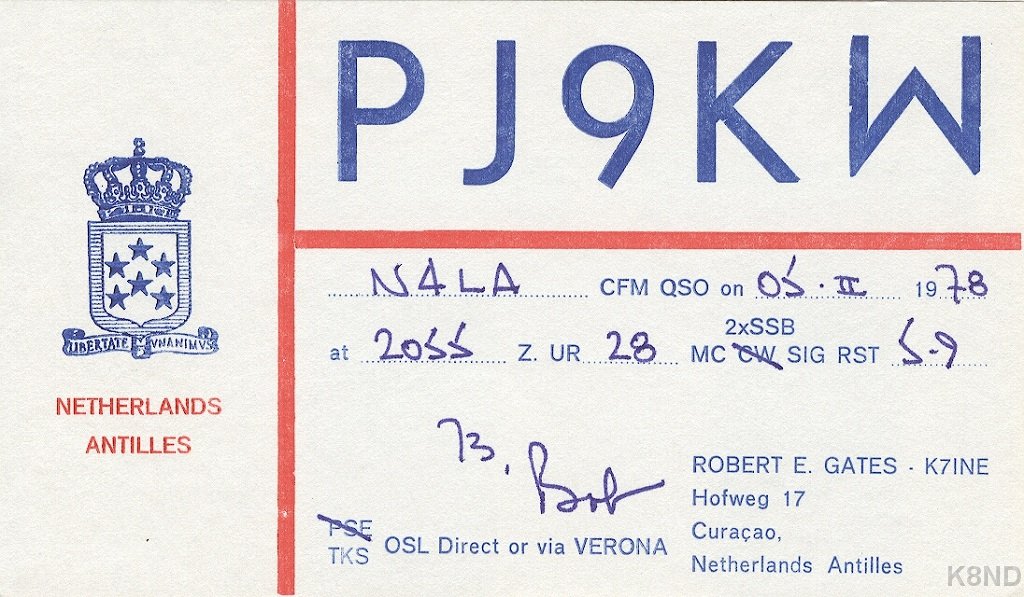 PJ9KW
LIBERTATE UNANIMUS
NETHERLANDS
ANTILLES
N4LA CFM QSO on 05.II 1978
2xSSB
at 2055 Z. UR 28 MC CW SIG RST 5-9
73, Bob
ROBERT E. GATES - K7INE
Hofweg 17
Curaçao,
Netherlands Antilles
PSE
TKS
QSL Direct or via VERONA
K8ND